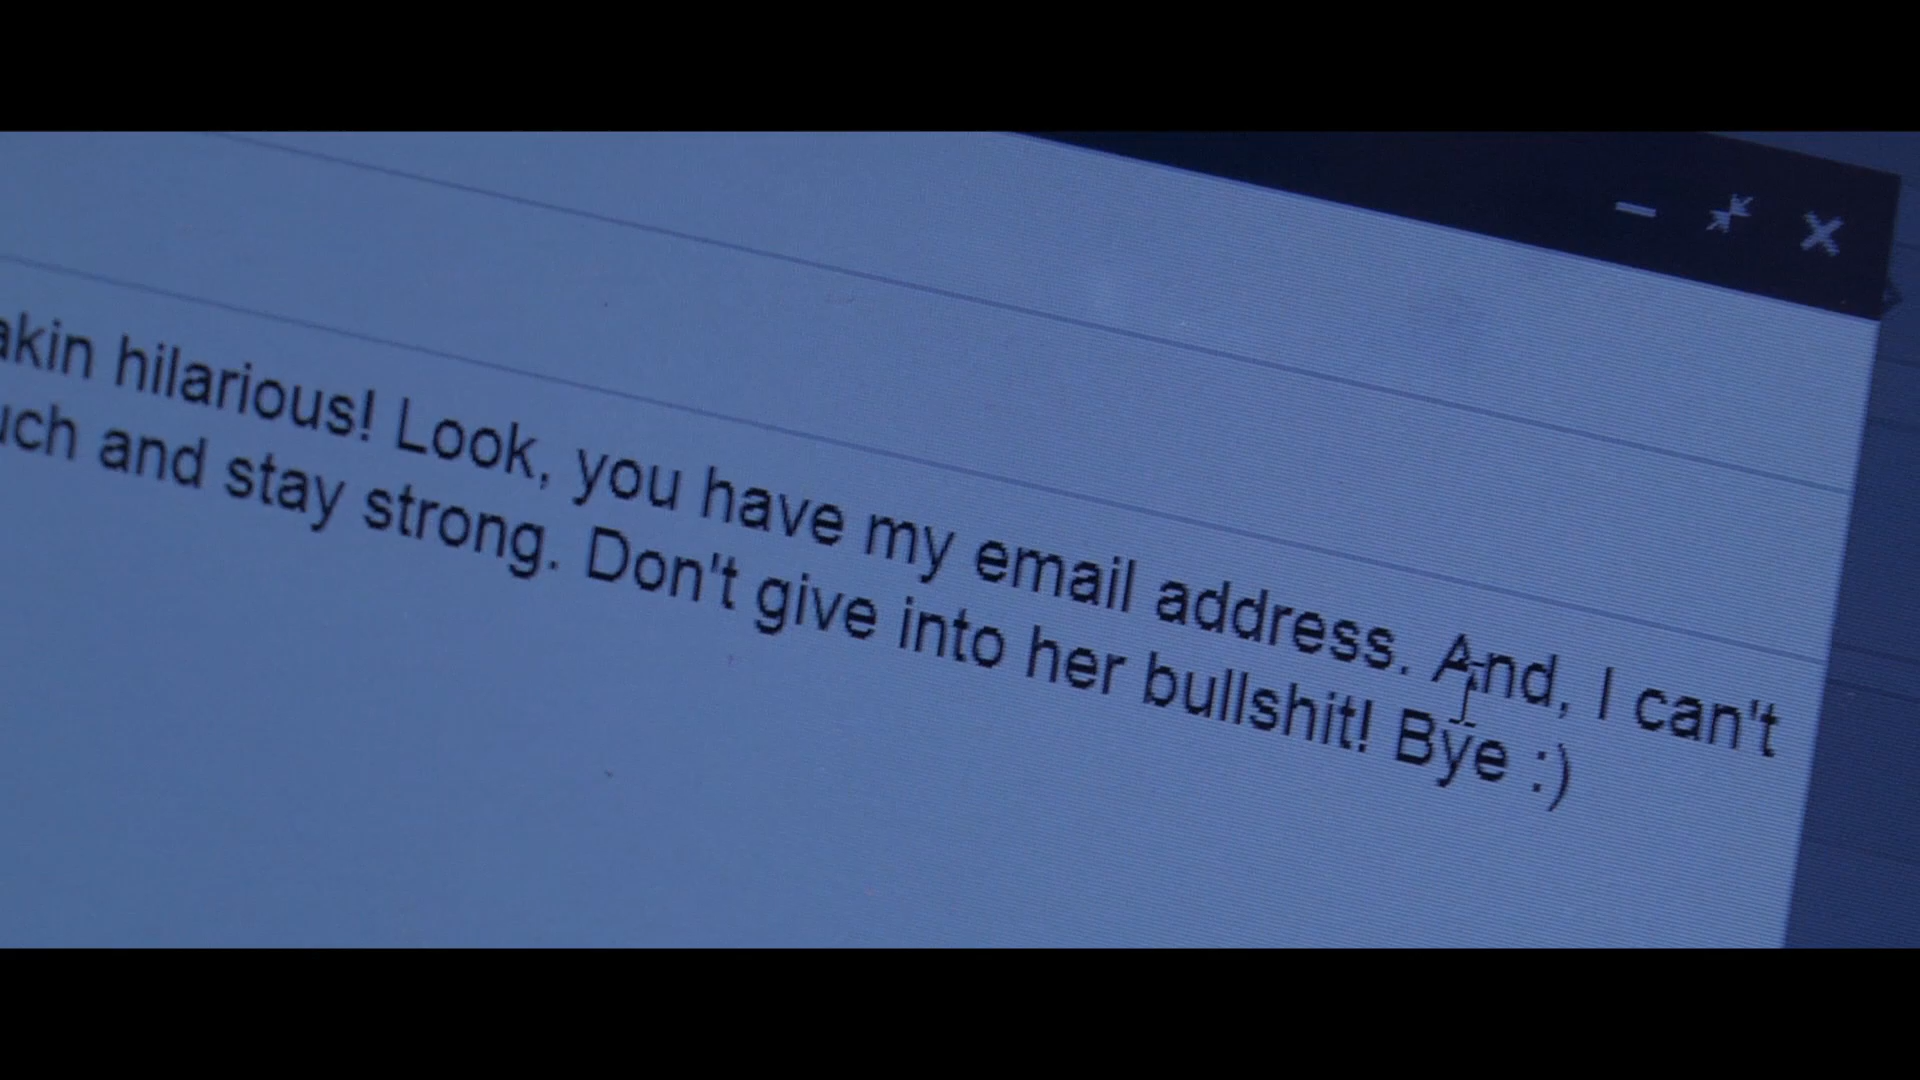 akin hilarious! Look, you have my email address. And, I can't
uch and stay strong. Don't give into her bullshit! Bye :)